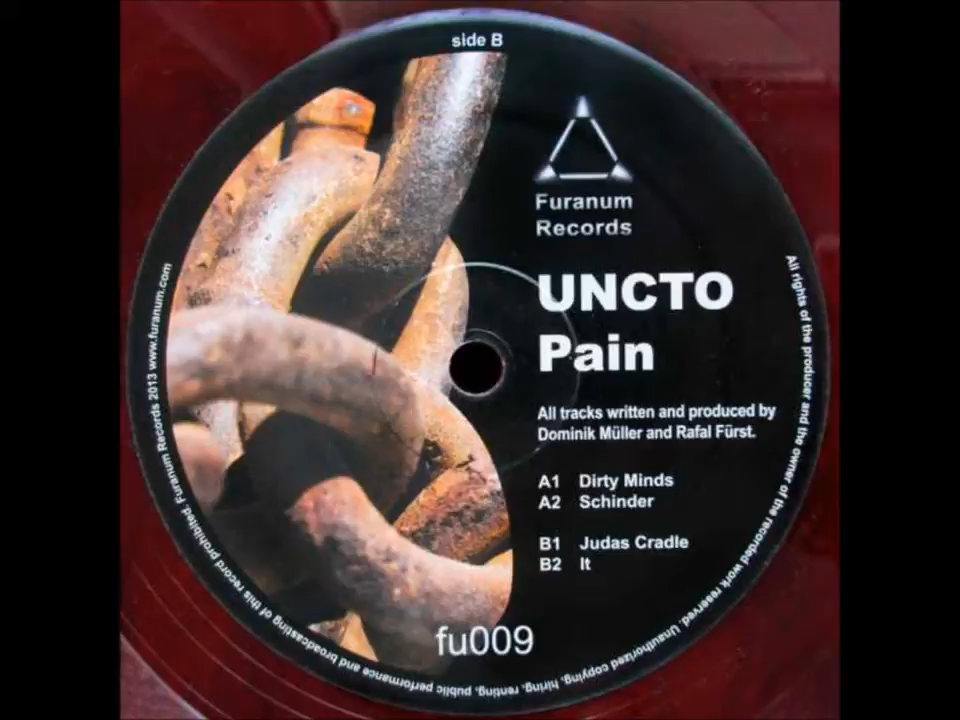 side B
Furanum
Records
UNCTO
Pain
All tracks written and produced by
Dominik Müller and Rafal Fürst.
A1 Dirty Minds
A2 Schinder
B1 Judas Cradle
B2 It
fu009
All rights of the producer and the owner of the recorded work reserved. Unauthorized copying, hiring, renting, public performance and broadcasting of this record prohibited. Furanum Records 2013 www.furanum.com